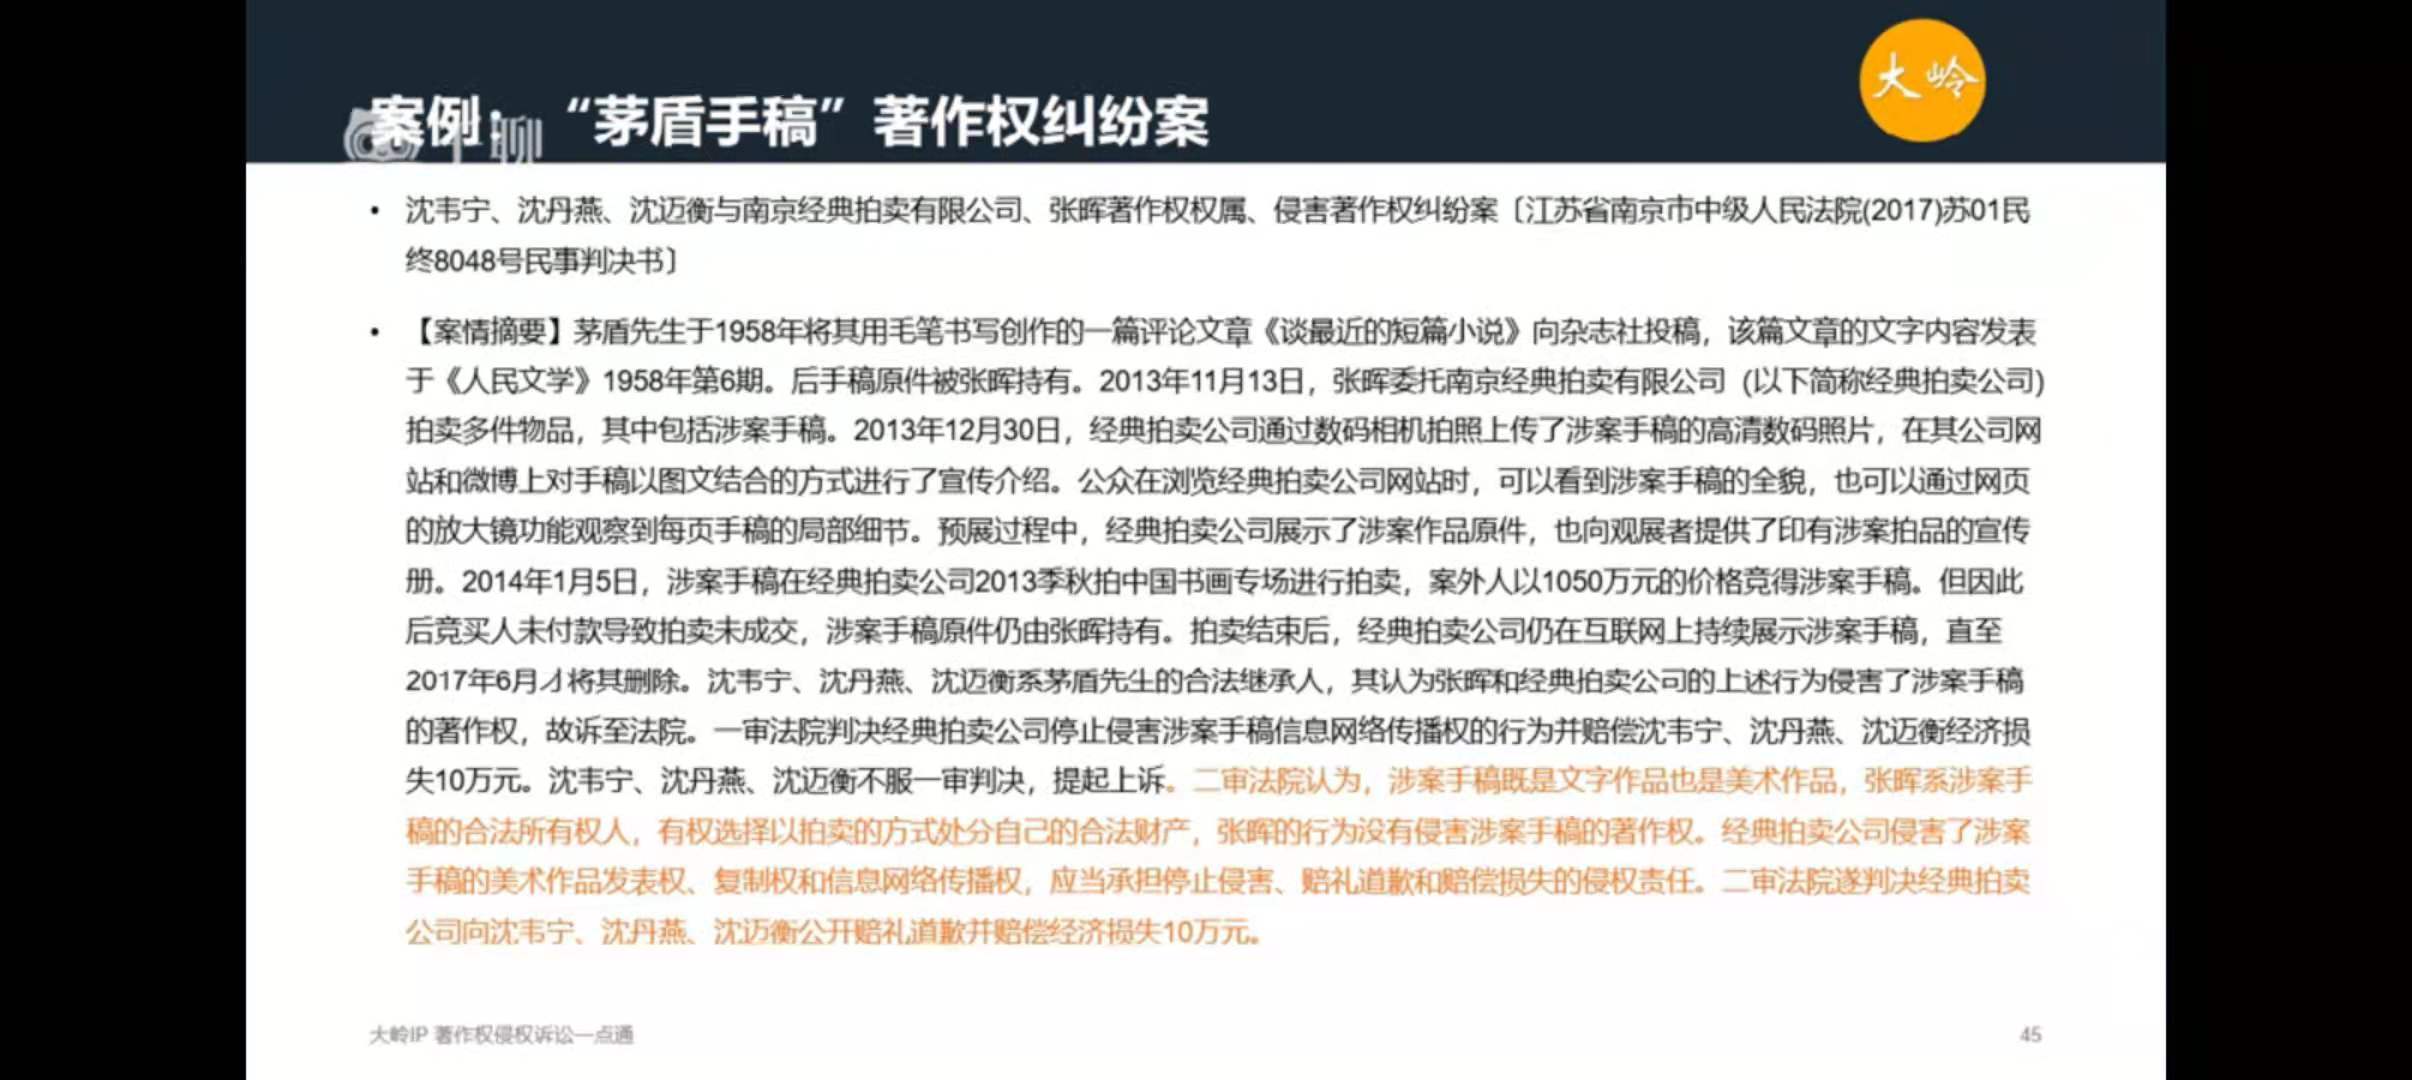 案例：“茅盾手稿”著作权纠纷案
大岭
• 沈韦宁、沈丹燕、沈迈衡与南京经典拍卖有限公司、张晖著作权权属、侵害著作权纠纷案〔江苏省南京市中级人民法院(2017)苏01民
终8048号民事判决书〕
• 【案情摘要】茅盾先生于1958年将其用毛笔书写创作的一篇评论文章《谈最近的短篇小说》向杂志社投稿，该篇文章的文字内容发表
于《人民文学》1958年第6期。后手稿原件被张晖持有。2013年11月13日，张晖委托南京经典拍卖有限公司（以下简称经典拍卖公司)
拍卖多件物品，其中包括涉案手稿。2013年12月30日，经典拍卖公司通过数码相机拍照上传了涉案手稿的高清数码照片，在其公司网
站和微博上对手稿以图文结合的方式进行了宣传介绍。公众在浏览经典拍卖公司网站时，可以看到涉案手稿的全貌，也可以通过网页
的放大镜功能观察到每页手稿的局部细节。预展过程中，经典拍卖公司展示了涉案作品原件，也向观展者提供了印有涉案拍品的宣传
册。2014年1月5日，涉案手稿在经典拍卖公司2013季秋拍中国书画专场进行拍卖，案外人以1050万元的价格竞得涉案手稿。但因此
后竞买人未付款导致拍卖未成交，涉案手稿原件仍由张晖持有。拍卖结束后，经典拍卖公司仍在互联网上持续展示涉案手稿，直至
2017年6月才将其删除。沈韦宁、沈丹燕、沈迈衡系茅盾先生的合法继承人，其认为张晖和经典拍卖公司的上述行为侵害了涉案手稿
的著作权，故诉至法院。一审法院判决经典拍卖公司停止侵害涉案手稿信息网络传播权的行为并赔偿沈韦宁、沈丹燕、沈迈衡经济损
失10万元。沈韦宁、沈丹燕、沈迈衡不服一审判决，提起上诉。二审法院认为，涉案手稿既是文字作品也是美术作品，张晖系涉案手
稿的合法所有权人，有权选择以拍卖的方式处分自己的合法财产，张晖的行为没有侵害涉案手稿的著作权。经典拍卖公司侵害了涉案
手稿的美术作品发表权、复制权和信息网络传播权，应当承担停止侵害、赔礼道歉和赔偿损失的侵权责任。二审法院遂判决经典拍卖
公司向沈韦宁、沈丹燕、沈迈衡公开赔礼道歉并赔偿经济损失10万元。
大岭IP 著作权侵权诉讼一点通
45